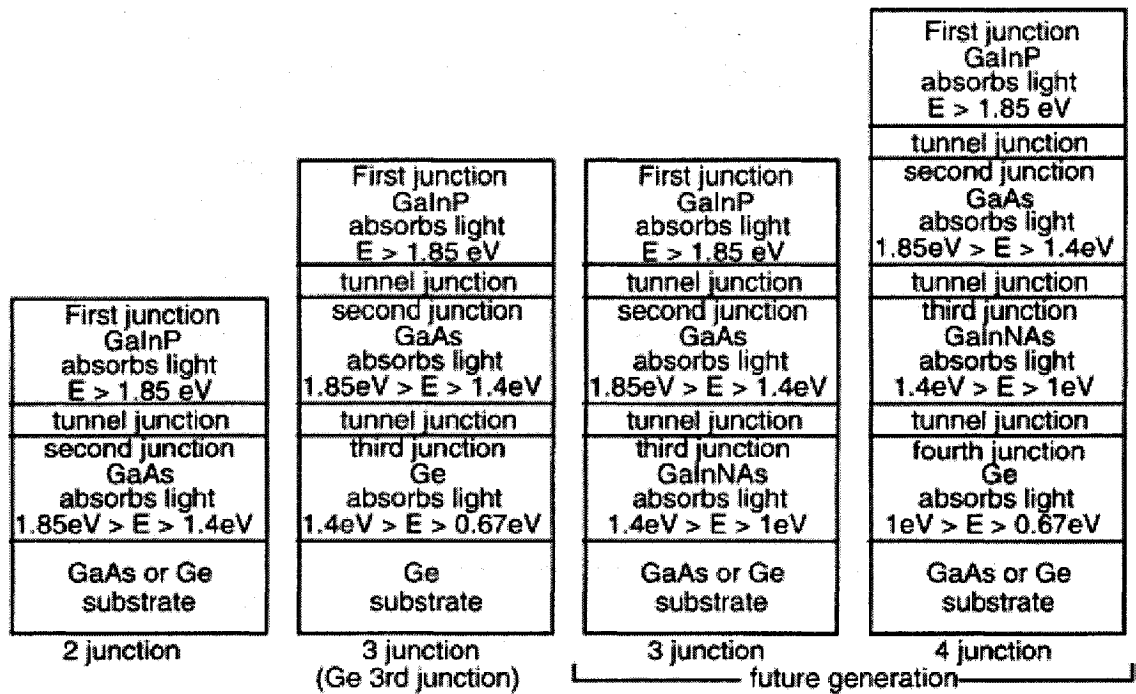 First junction
GaInP
absorbs light
E > 1.85 eV
tunnel junction
second junction
GaAs
absorbs light
1.85eV > E > 1.4eV
GaAs or Ge
substrate
2 junction
First junction
GaInP
absorbs light
E > 1.85 eV
tunnel junction
second junction
GaAs
absorbs light
1.85eV > E > 1.4eV
tunnel junction
third junction
Ge
absorbs light
1.4eV > E > 0.67eV
Ge
substrate
3 junction
(Ge 3rd junction)
First junction
GaInP
absorbs light
E > 1.85 eV
tunnel junction
second junction
GaAs
absorbs light
1.85eV > E > 1.4eV
tunnel junction
third junction
GaInNAs
absorbs light
1.4eV > E > 1eV
GaAs or Ge
substrate
3 junction
First junction
GaInP
absorbs light
E > 1.85 eV
tunnel junction
second junction
GaAs
absorbs light
1.85eV > E > 1.4eV
tunnel junction
third junction
GaInNAs
absorbs light
1.4eV > E > 1eV
tunnel junction
fourth junction
Ge
absorbs light
1eV > E > 0.67eV
GaAs or Ge
substrate
4 junction
future generation